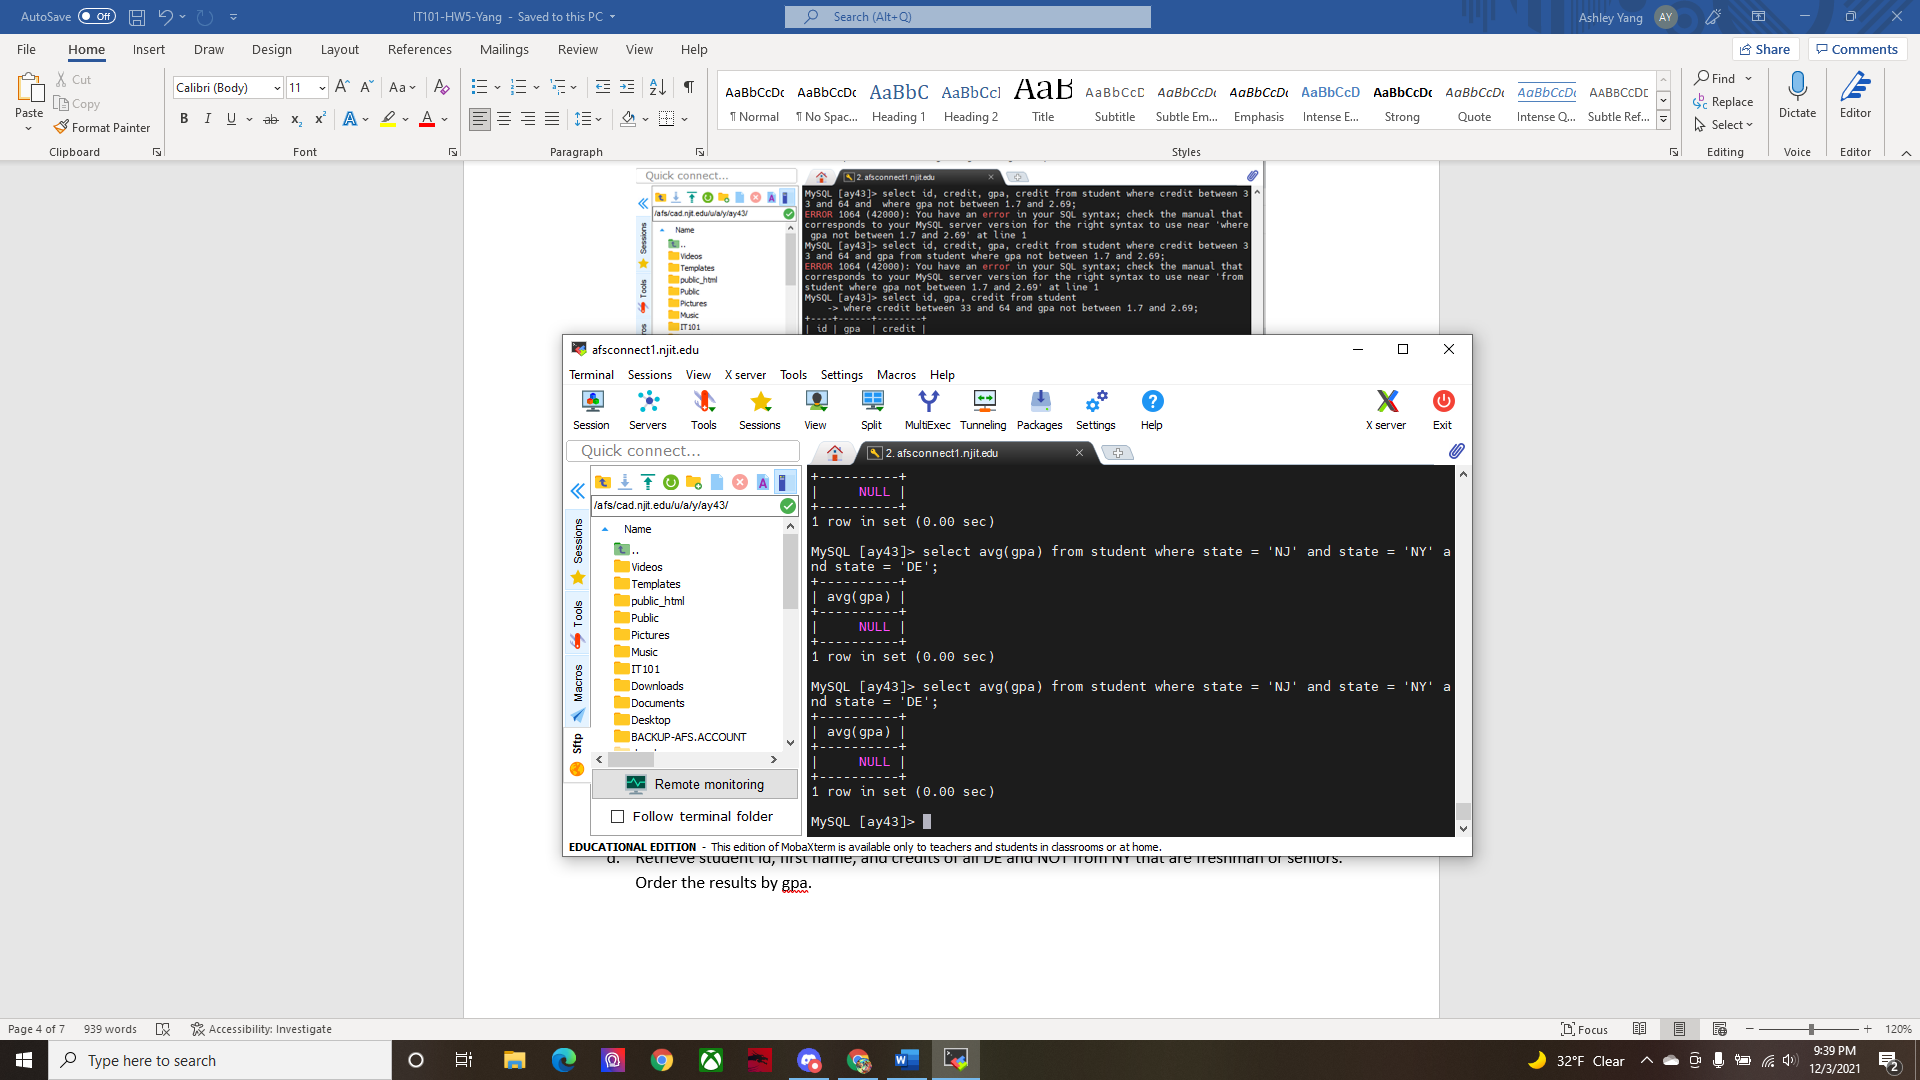 AutoSave Off IT101-HW5-Yang - Saved to this PC Search (Alt+Q) Ashley Yang AY
File Home Insert Draw Design Layout References Mailings Review View Help Share Comments
Paste Cut Copy Format Painter
Calibri (Body) 11
AaBbCcDc AaBbCcDc AaBbC AaBbCcI AaB AaBbCcD AaBbCcDc AaBbCcDc AaBbCcD AaBbCcDc AaBbCcDc AaBbCcDc AaBbCcDc
¶ Normal ¶ No Spac... Heading 1 Heading 2 Title Subtitle Subtle Em... Emphasis Intense E... Strong Quote Intense Q... Subtle Ref...
Find Replace Select Dictate Editor
Clipboard Font Paragraph Styles Editing Voice Editor
Quick connect... 2. afsconnect1.njit.edu
/afs/cad.njit.edu/u/a/y/ay43/
Name
..
Videos
Templates
public_html
Public
Pictures
Music
IT101
Sessions
Tools
MySQL [ay43]> select id, credit, gpa, credit from student where credit between 3
3 and 64 and  where gpa not between 1.7 and 2.69;
ERROR 1064 (42000): You have an error in your SQL syntax; check the manual that
corresponds to your MySQL server version for the right syntax to use near 'where
 gpa not between 1.7 and 2.69' at line 1
MySQL [ay43]> select id, credit, gpa, credit from student where credit between 3
3 and 64 and gpa from student where gpa not between 1.7 and 2.69;
ERROR 1064 (42000): You have an error in your SQL syntax; check the manual that
corresponds to your MySQL server version for the right syntax to use near 'from
student where gpa not between 1.7 and 2.69' at line 1
MySQL [ay43]> select id, gpa, credit from student
    -> where credit between 33 and 64 and gpa not between 1.7 and 2.69;
+----+------+--------+
| id | gpa  | credit |
afsconnect1.njit.edu
Terminal Sessions View X server Tools Settings Macros Help
Session Servers Tools Sessions View Split MultiExec Tunneling Packages Settings Help X server Exit
Quick connect... 2. afsconnect1.njit.edu
/afs/cad.njit.edu/u/a/y/ay43/
Name
..
Videos
Templates
public_html
Public
Pictures
Music
IT101
Downloads
Documents
Desktop
BACKUP-AFS.ACCOUNT
Sessions
Tools
Macros
Sftp
Remote monitoring
Follow terminal folder
+----------+
|     NULL |
+----------+
1 row in set (0.00 sec)
MySQL [ay43]> select avg(gpa) from student where state = 'NJ' and state = 'NY' a
nd state = 'DE';
+----------+
| avg(gpa) |
+----------+
|     NULL |
+----------+
1 row in set (0.00 sec)
MySQL [ay43]> select avg(gpa) from student where state = 'NJ' and state = 'NY' a
nd state = 'DE';
+----------+
| avg(gpa) |
+----------+
|     NULL |
+----------+
1 row in set (0.00 sec)
MySQL [ay43]>
EDUCATIONAL EDITION - This edition of MobaXterm is available only to teachers and students in classrooms or at home.
d. Retrieve student id, first name, and credits of all DE and NOT from NY that are freshman or seniors.
Order the results by gpa.
Page 4 of 7 939 words Accessibility: Investigate Focus 120%
Type here to search 32°F Clear 9:39 PM
12/3/2021 2